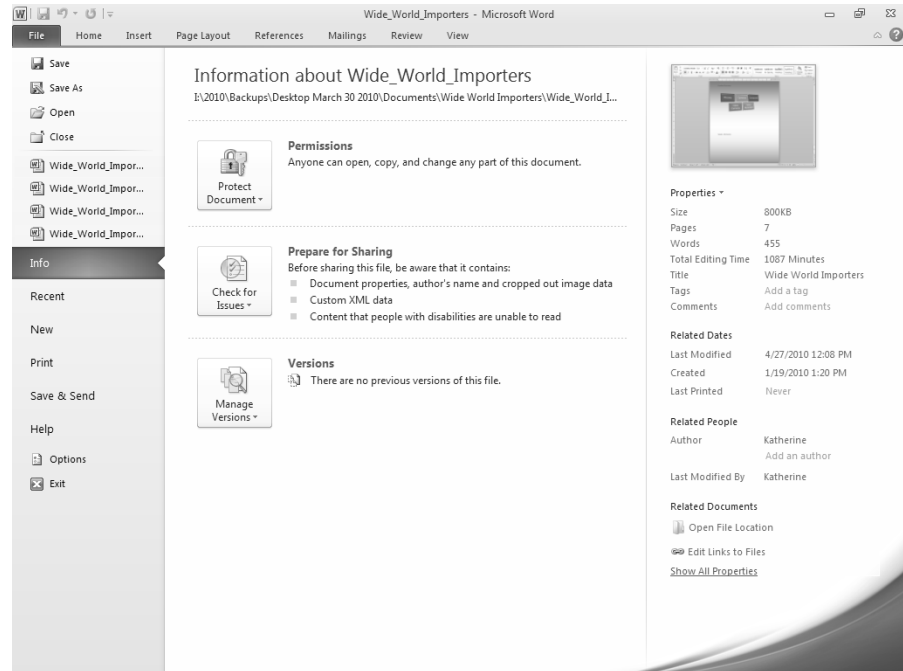 Wide_World_Importers - Microsoft Word
File Home Insert Page Layout References Mailings Review View
Save
Save As
Open
Close
Wide_World_Impor...
Wide_World_Impor...
Wide_World_Impor...
Wide_World_Impor...
Info
Recent
New
Print
Save & Send
Help
Options
Exit
Information about Wide_World_Importers
I:\2010\Backups\Desktop March 30 2010\Documents\Wide World Importers\Wide_World_I...
Protect
Document
Permissions
Anyone can open, copy, and change any part of this document.
Check for
Issues
Prepare for Sharing
Before sharing this file, be aware that it contains:
Document properties, author's name and cropped out image data
Custom XML data
Content that people with disabilities are unable to read
Manage
Versions
Versions
There are no previous versions of this file.
Properties
Size 800KB
Pages 7
Words 455
Total Editing Time 1087 Minutes
Title Wide World Importers
Tags Add a tag
Comments Add comments
Related Dates
Last Modified 4/27/2010 12:08 PM
Created 1/19/2010 1:20 PM
Last Printed Never
Related People
Author Katherine
Add an author
Last Modified By Katherine
Related Documents
Open File Location
Edit Links to Files
Show All Properties